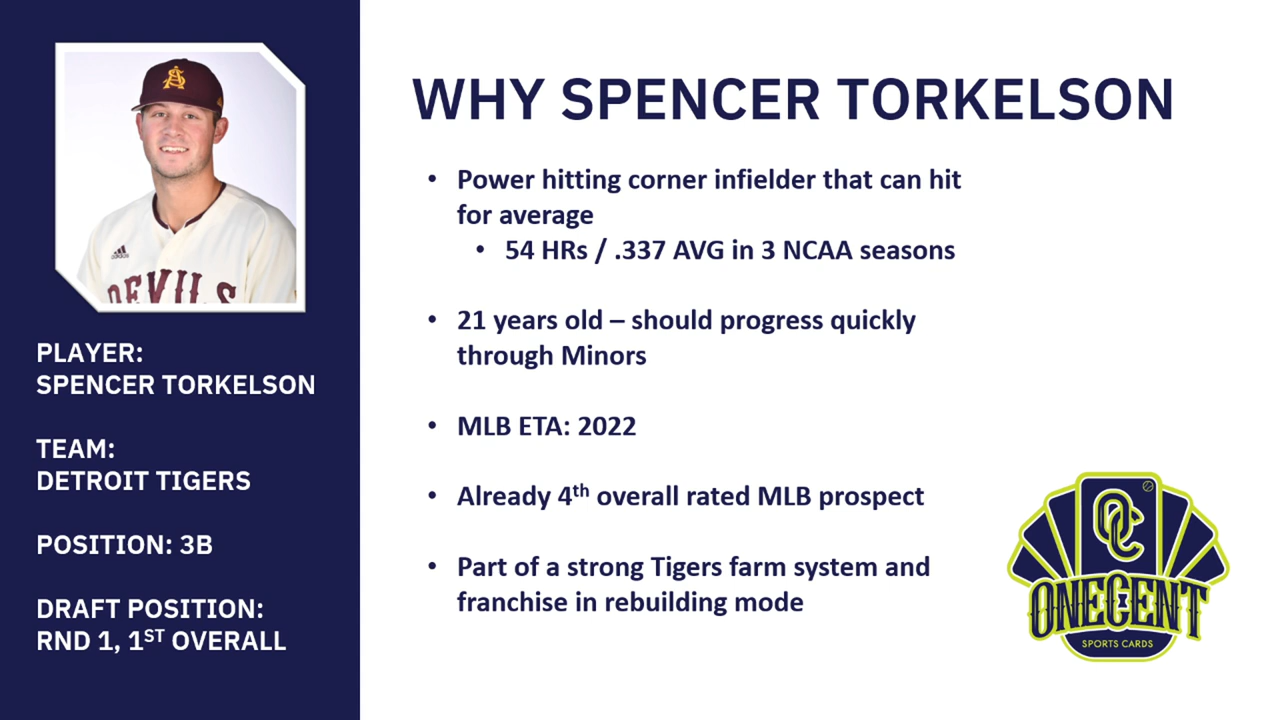 DEVILS
adidas
PLAYER:
SPENCER TORKELSON
TEAM:
DETROIT TIGERS
POSITION: 3B
DRAFT POSITION:
RND 1, 1ST OVERALL
WHY SPENCER TORKELSON
• Power hitting corner infielder that can hit
for average
• 54 HRs / .337 AVG in 3 NCAA seasons
• 21 years old – should progress quickly
through Minors
• MLB ETA: 2022
• Already 4th overall rated MLB prospect
• Part of a strong Tigers farm system and
franchise in rebuilding mode
OC
ONECENT
SPORTS CARDS